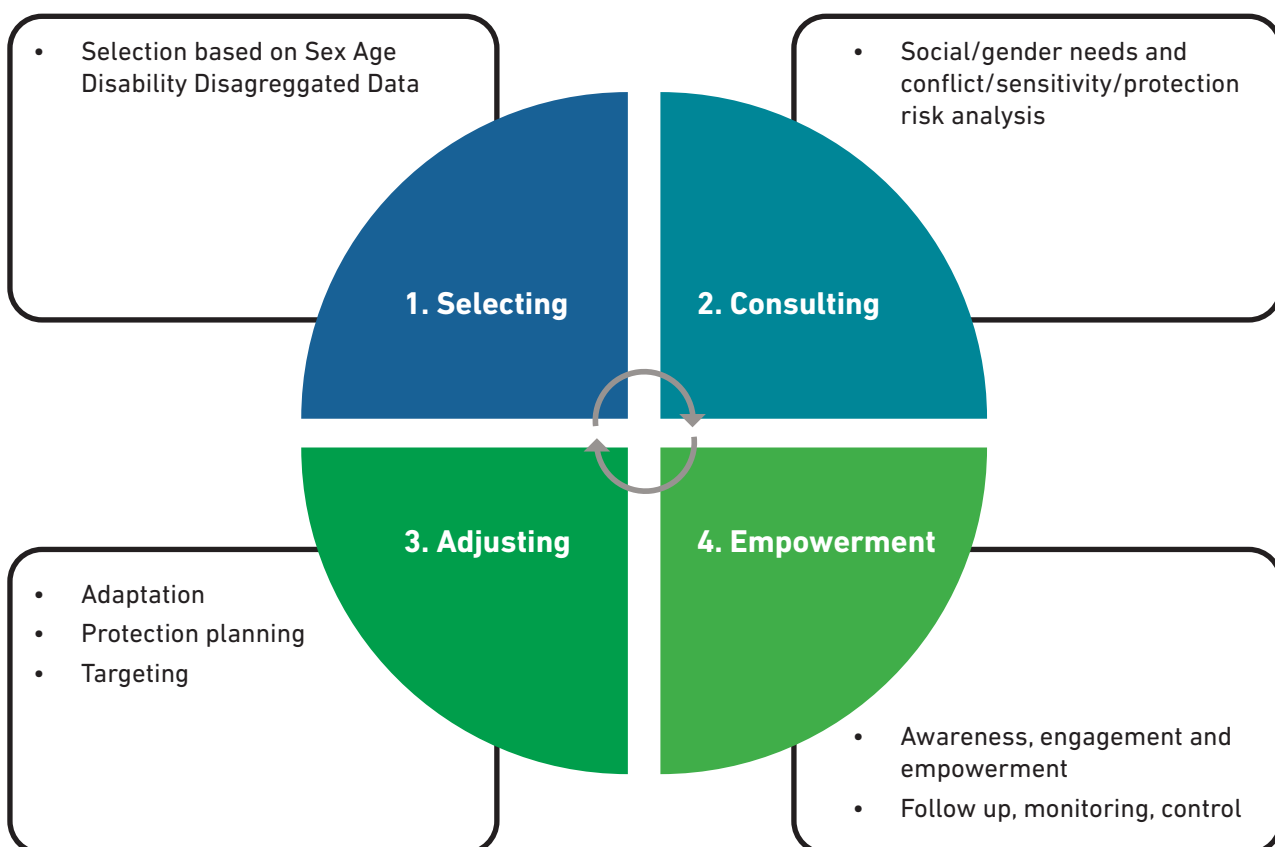 • Selection based on Sex Age
Disability Disagreggated Data
• Social/gender needs and
conflict/sensitivity/protection
risk analysis
1. Selecting
2. Consulting
3. Adjusting
4. Empowerment
• Adaptation
• Protection planning
• Targeting
• Awareness, engagement and
empowerment
• Follow up, monitoring, control